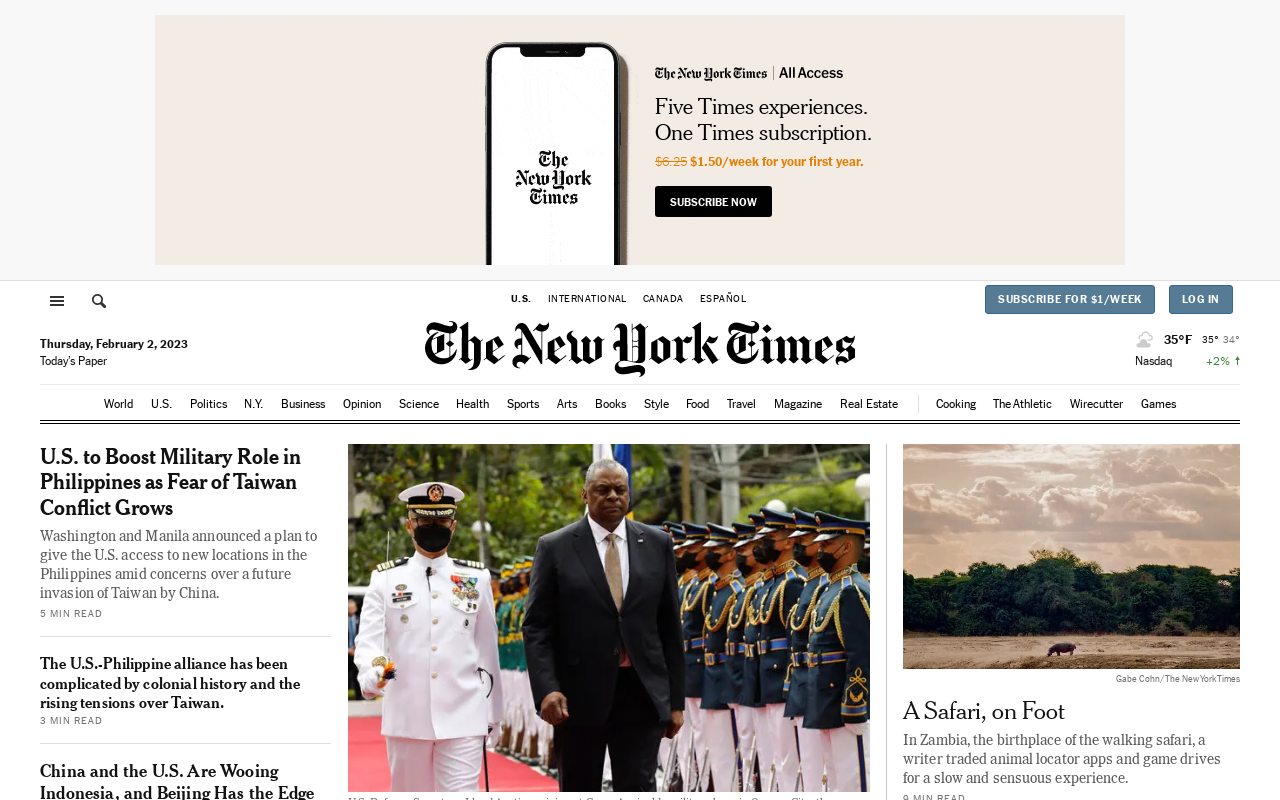 The New York Times
The New York Times | All Access
Five Times experiences.
One Times subscription.
$6.25 $1.50/week for your first year.
SUBSCRIBE NOW
U.S. INTERNATIONAL CANADA ESPAÑOL
SUBSCRIBE FOR $1/WEEK LOG IN
Thursday, February 2, 2023
Today's Paper
The New York Times
35°F 35° 34°
Nasdaq +2% ↑
World U.S. Politics N.Y. Business Opinion Science Health Sports Arts Books Style Food Travel Magazine Real Estate Cooking The Athletic Wirecutter Games
U.S. to Boost Military Role in
Philippines as Fear of Taiwan
Conflict Grows
Washington and Manila announced a plan to
give the U.S. access to new locations in the
Philippines amid concerns over a future
invasion of Taiwan by China.
5 MIN READ
The U.S.-Philippine alliance has been
complicated by colonial history and the
rising tensions over Taiwan.
3 MIN READ
China and the U.S. Are Wooing
Indonesia, and Beijing Has the Edge
Gabe Cohn/The New York Times
A Safari, on Foot
In Zambia, the birthplace of the walking safari, a
writer traded animal locator apps and game drives
for a slow and sensuous experience.
9 MIN READ